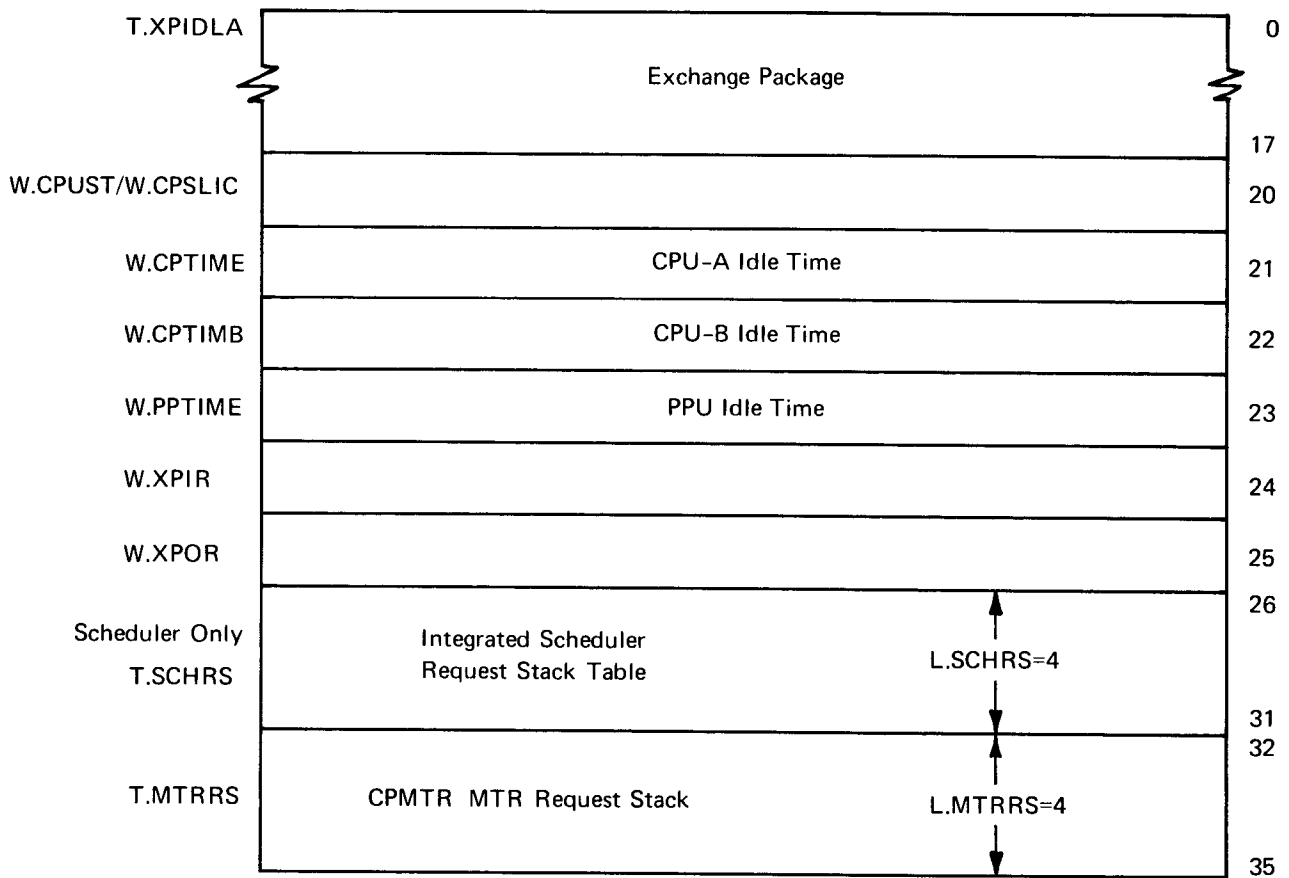 T.XPIDLA 0
Exchange Package
17
W.CPUST/W.CPSLIC 20
W.CPTIME CPU-A Idle Time 21
W.CPTIMB CPU-B Idle Time 22
W.PPTIME PPU Idle Time 23
W.XPIR 24
W.XPOR 25
26
Scheduler Only Integrated Scheduler
T.SCHRS Request Stack Table L.SCHRS=4
31
32
T.MTRRS CPMTR MTR Request Stack L.MTRRS=4
35